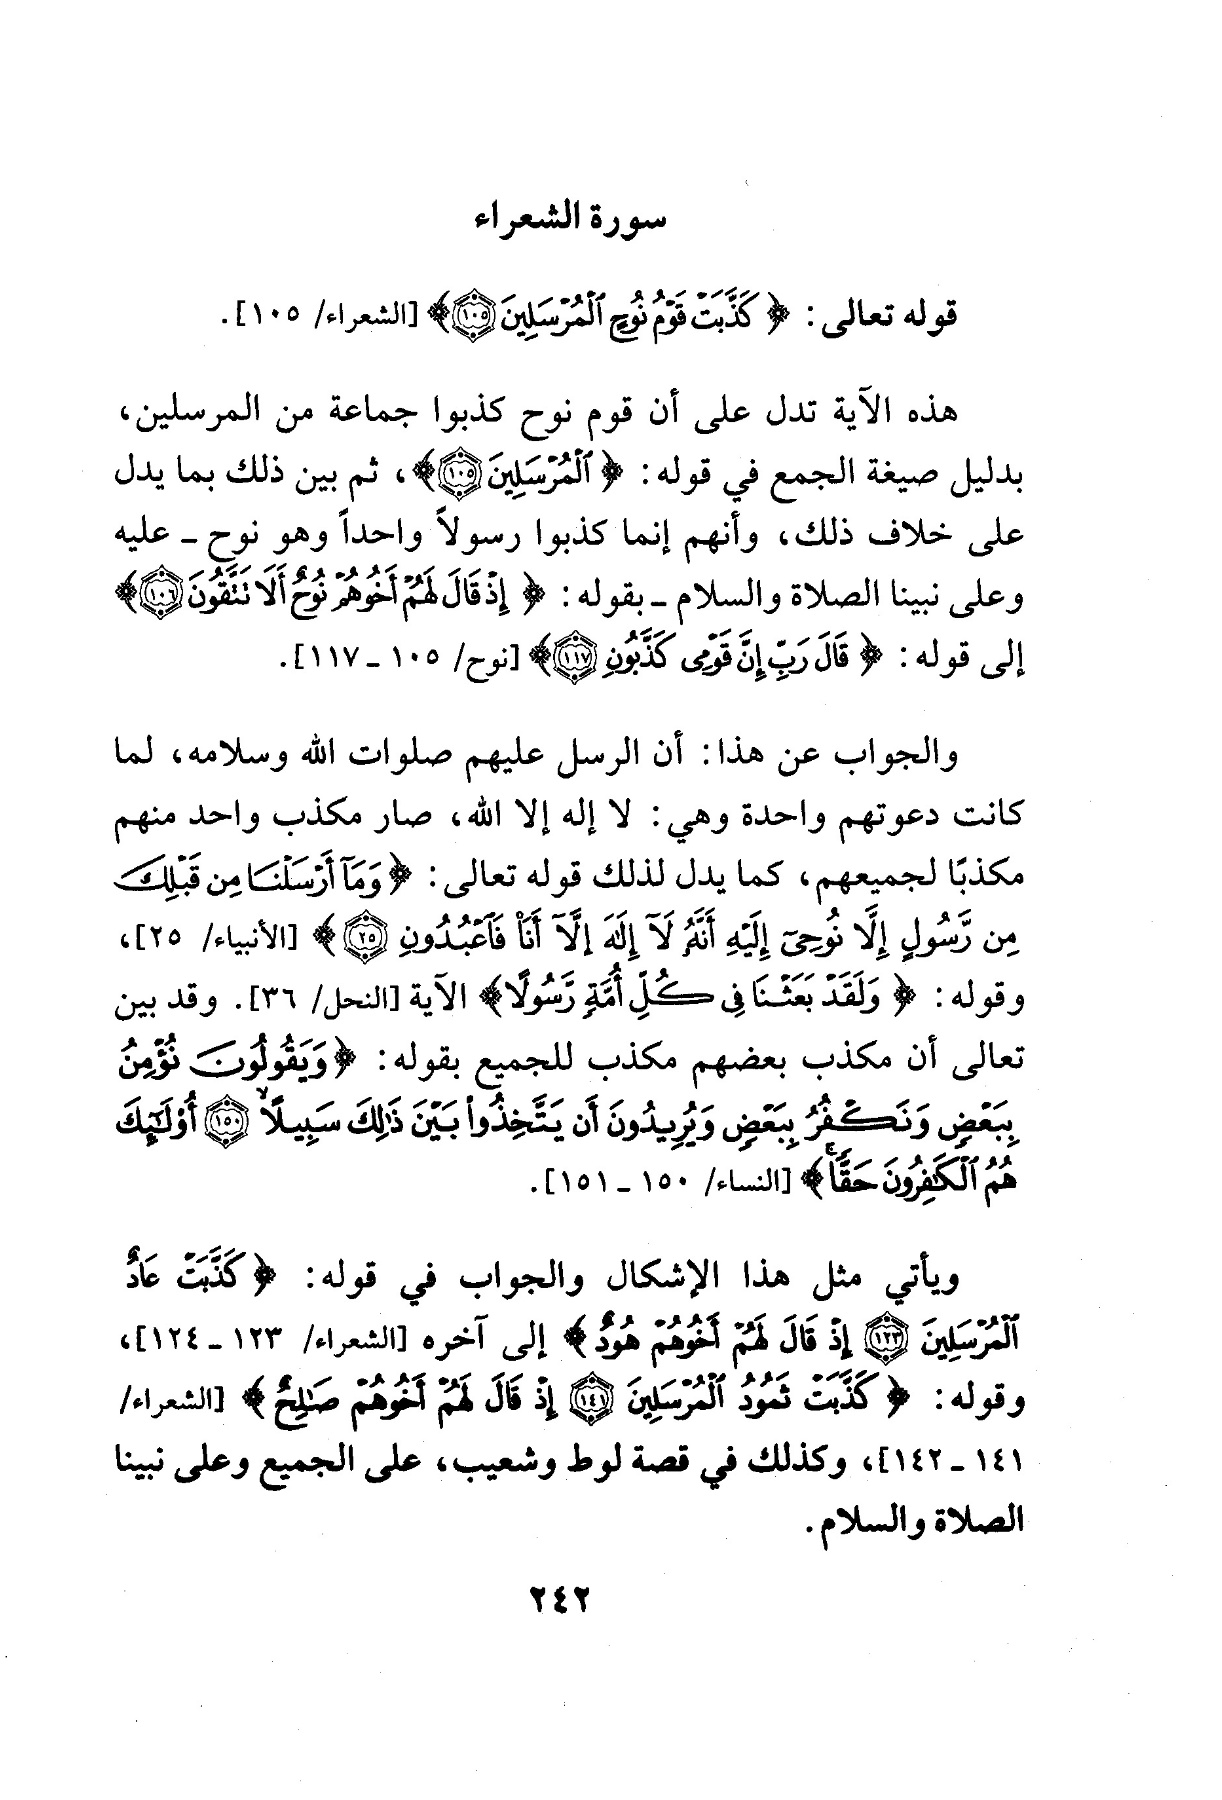 سورة الشعراء
قوله تعالى: ﴿ كَذَّبَتْ قَوْمُ نُوحٍ ٱلْمُرْسَلِينَ ١٠٥ ﴾ [الشعراء/ ١٠٥].
هذه الآية تدل على أن قوم نوح كذبوا جماعة من المرسلين،
بدليل صيغة الجمع في قوله: ﴿ ٱلْمُرْسَلِينَ ١٠٥ ﴾، ثم بين ذلك بما يدل
على خلاف ذلك، وأنهم إنما كذبوا رسولاً واحداً وهو نوح ـ عليه
وعلى نبينا الصلاة والسلام ـ بقوله: ﴿ إِذْ قَالَ لَهُمْ أَخُوهُمْ نُوحٌ أَلَا تَتَّقُونَ ١٠٦ ﴾
إلى قوله: ﴿ قَالَ رَبِّ إِنَّ قَوْمِى كَذَّبُونِ ١١٧ ﴾ [نوح/ ١٠٥ ـ ١١٧].
والجواب عن هذا: أن الرسل عليهم صلوات الله وسلامه، لما
كانت دعوتهم واحدة وهي: لا إله إلا الله، صار مكذب واحد منهم
مكذبًا لجميعهم، كما يدل لذلك قوله تعالى: ﴿ وَمَآ أَرْسَلْنَا مِن قَبْلِكَ
مِن رَّسُولٍ إِلَّا نُوحِىٓ إِلَيْهِ أَنَّهُۥ لَآ إِلَٰهَ إِلَّآ أَنَا۠ فَٱعْبُدُونِ ٢٥ ﴾ [الأنبياء/ ٢٥]،
وقوله: ﴿ وَلَقَدْ بَعَثْنَا فِى كُلِّ أُمَّةٍ رَّسُولًا ﴾ الآية [النحل/ ٣٦]. وقد بين
تعالى أن مكذب بعضهم مكذب للجميع بقوله: ﴿ وَيَقُولُونَ نُؤْمِنُ
بِبَعْضٍ وَنَكْفُرُ بِبَعْضٍ وَيُرِيدُونَ أَن يَتَّخِذُوا۟ بَيْنَ ذَٰلِكَ سَبِيلًا ١٥٠ أُو۟لَٰٓئِكَ
هُمُ ٱلْكَٰفِرُونَ حَقًّا ﴾ [النساء/ ١٥٠ ـ ١٥١].
ويأتي مثل هذا الإشكال والجواب في قوله: ﴿ كَذَّبَتْ عَادٌ
ٱلْمُرْسَلِينَ ١٢٣ إِذْ قَالَ لَهُمْ أَخُوهُمْ هُودٌ ﴾ إلى آخره [الشعراء/ ١٢٣ ـ ١٢٤]،
وقوله: ﴿ كَذَّبَتْ ثَمُودُ ٱلْمُرْسَلِينَ ١٤١ إِذْ قَالَ لَهُمْ أَخُوهُمْ صَٰلِحٌ ﴾ [الشعراء/
١٤١ ـ ١٤٢]، وكذلك في قصة لوط وشعيب، على الجميع وعلى نبينا
الصلاة والسلام.
٢٤٢